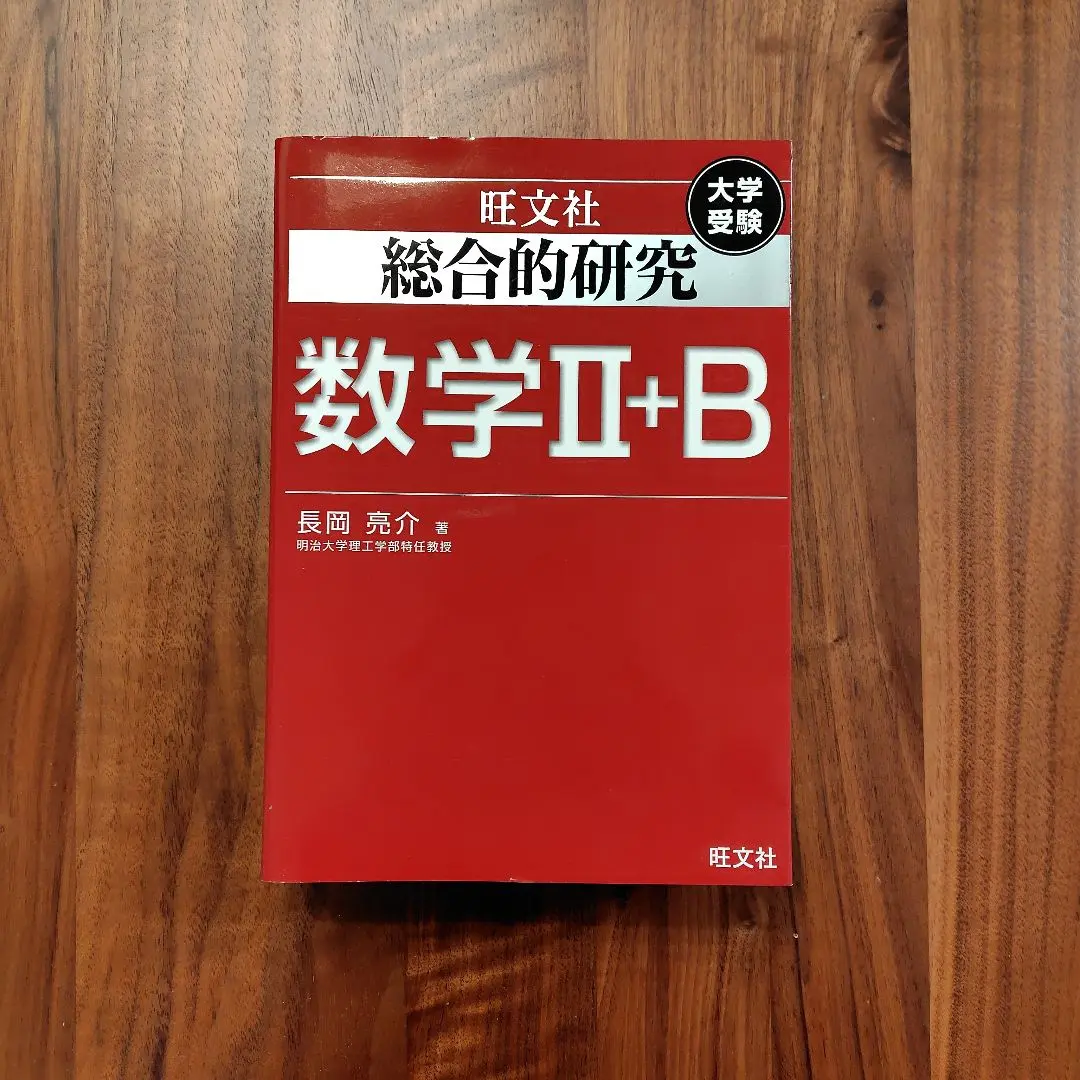 大学
受験
旺文社
総合的研究
数学Ⅱ+B
長岡 亮介 著
明治大学理工学部特任教授
旺文社